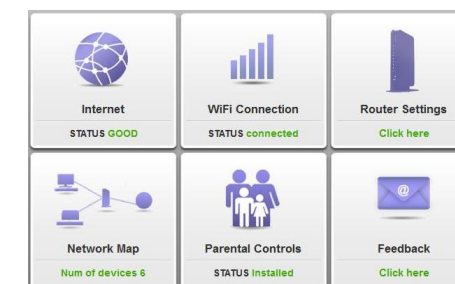 Internet
STATUS GOOD
WiFi Connection
STATUS connected
Router Settings
Click here
Network Map
Num of devices 6
Parental Controls
STATUS Installed
@
Feedback
Click here